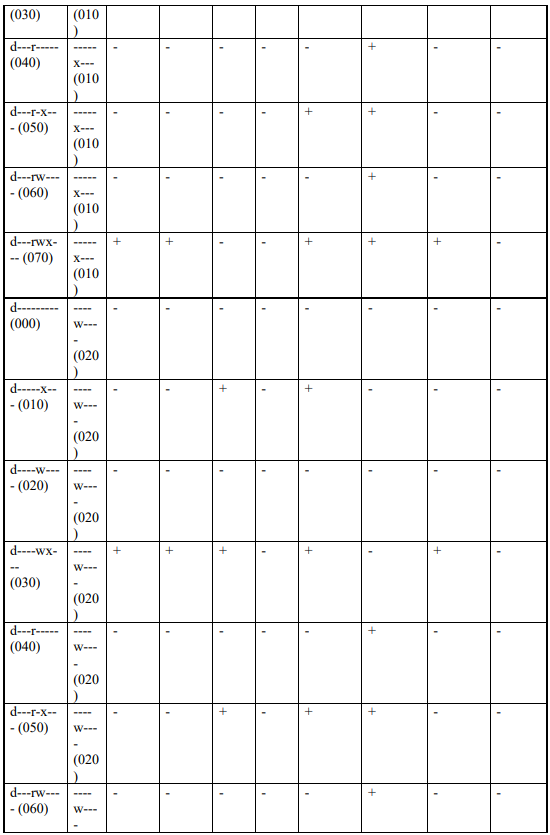 (030) (010
)
d---r----- ----- - - - - - + - -
(040) x---
(010
)
d---r-x-- ----- - - - - + + - -
- (050) x---
(010
)
d---rw--- ----- - - - - - + - -
- (060) x---
(010
)
d---rwx- ----- + + - - + + + -
-- (070) x---
(010
)
d--------- ---- - - - - - - - -
(000) w---
-
(020
)
d-----x-- ---- - - + - + - - -
- (010) w---
-
(020
)
d----w--- ---- - - - - - - - -
- (020) w---
-
(020
)
d----wx- ---- + + + - + - + -
-- w---
(030) -
(020
)
d---r----- ---- - - - - - + - -
(040) w---
-
(020
)
d---r-x-- ---- - - + - + + - -
- (050) w---
-
(020
)
d---rw--- ---- - - - - - + - -
- (060) w---
-